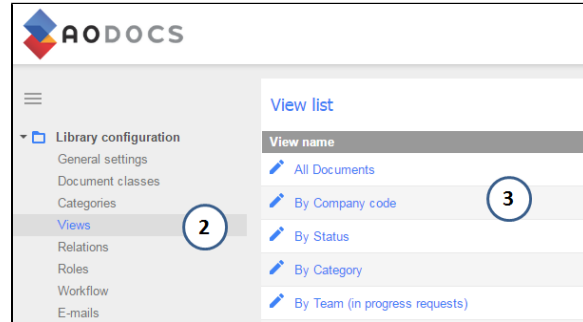 AODOCS
Library configuration
General settings
Document classes
Categories
Views
2
Relations
Roles
Workflow
E-mails
View list
View name
All Documents
By Company code
3
By Status
By Category
By Team (in progress requests)